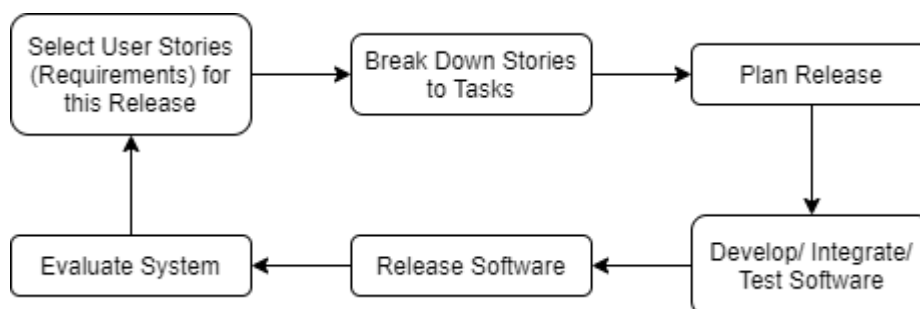 Select User Stories
(Requirements) for
this Release
Break Down Stories
to Tasks
Plan Release
Develop/ Integrate/
Test Software
Release Software
Evaluate System